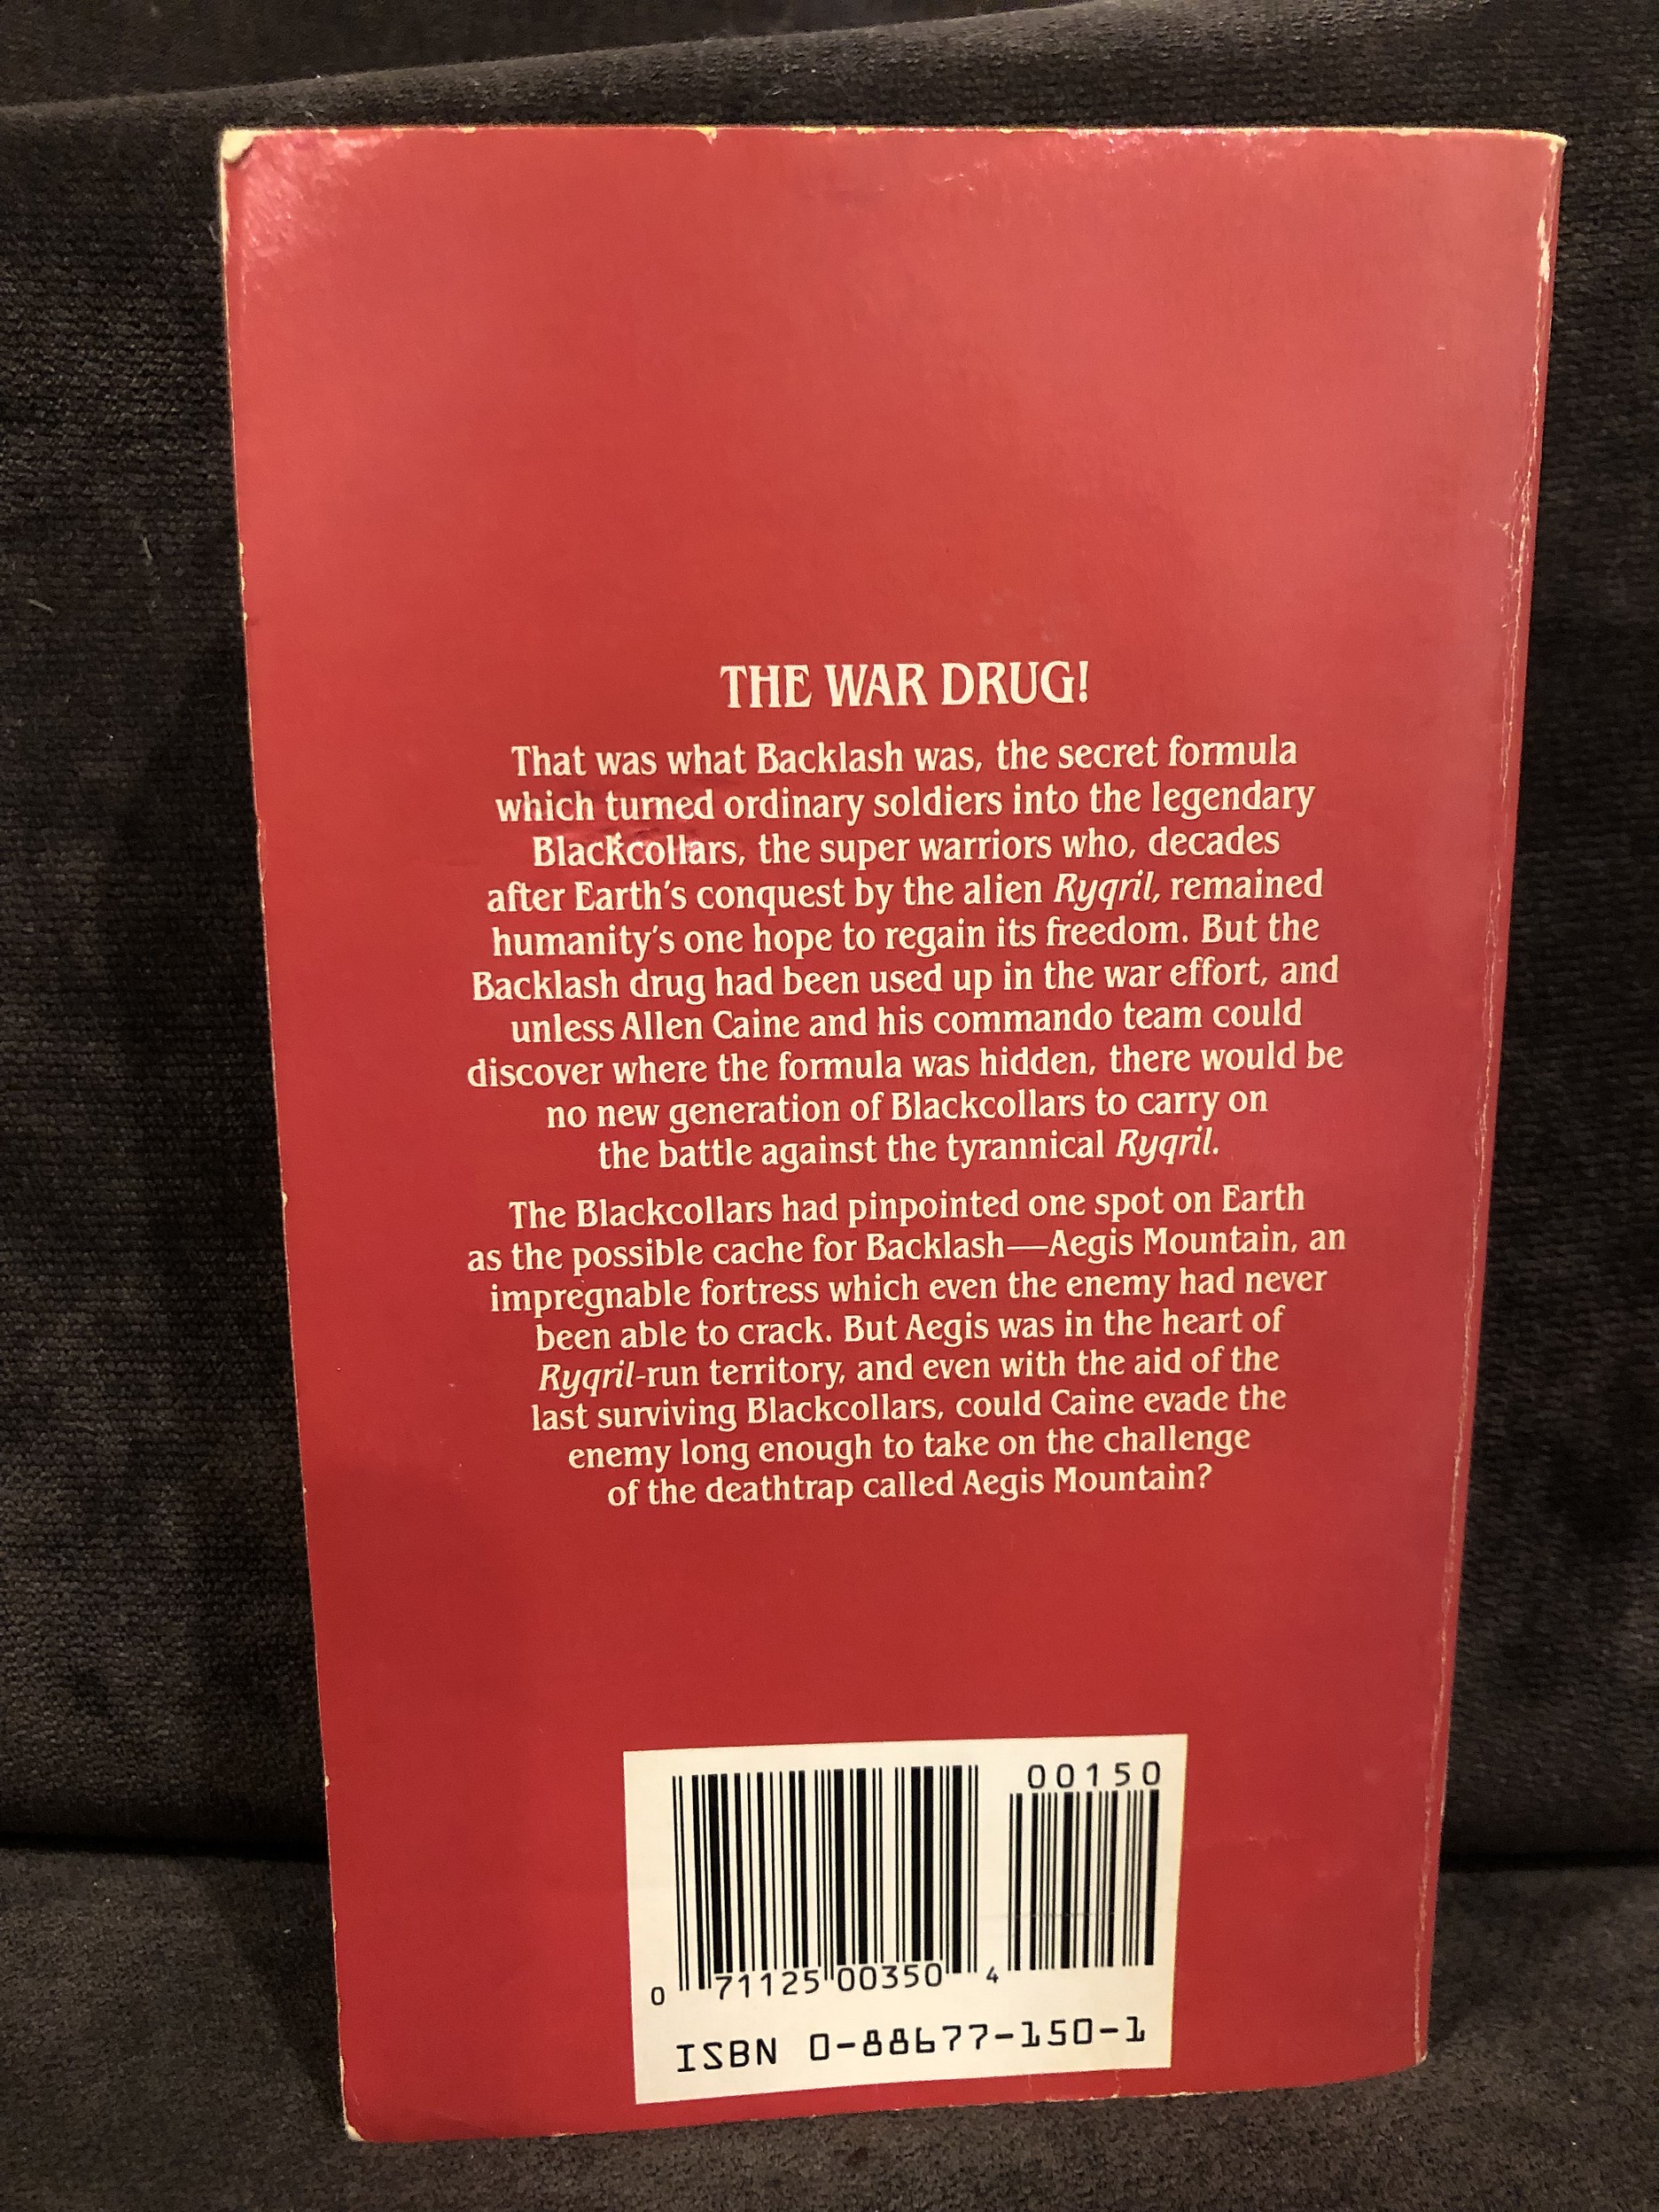 THE WAR DRUG!
That was what Backlash was, the secret formula
which turned ordinary soldiers into the legendary
Blackcollars, the super warriors who, decades
after Earth's conquest by the alien Ryqril, remained
humanity's one hope to regain its freedom. But the
Backlash drug had been used up in the war effort, and
unless Allen Caine and his commando team could
discover where the formula was hidden, there would be
no new generation of Blackcollars to carry on
the battle against the tyrannical Ryqril.
The Blackcollars had pinpointed one spot on Earth
as the possible cache for Backlash—Aegis Mountain, an
impregnable fortress which even the enemy had never
been able to crack. But Aegis was in the heart of
Ryqril-run territory, and even with the aid of the
last surviving Blackcollars, could Caine evade the
enemy long enough to take on the challenge
of the deathtrap called Aegis Mountain?
00150
0 71125 00350 4
ISBN 0-88677-150-1